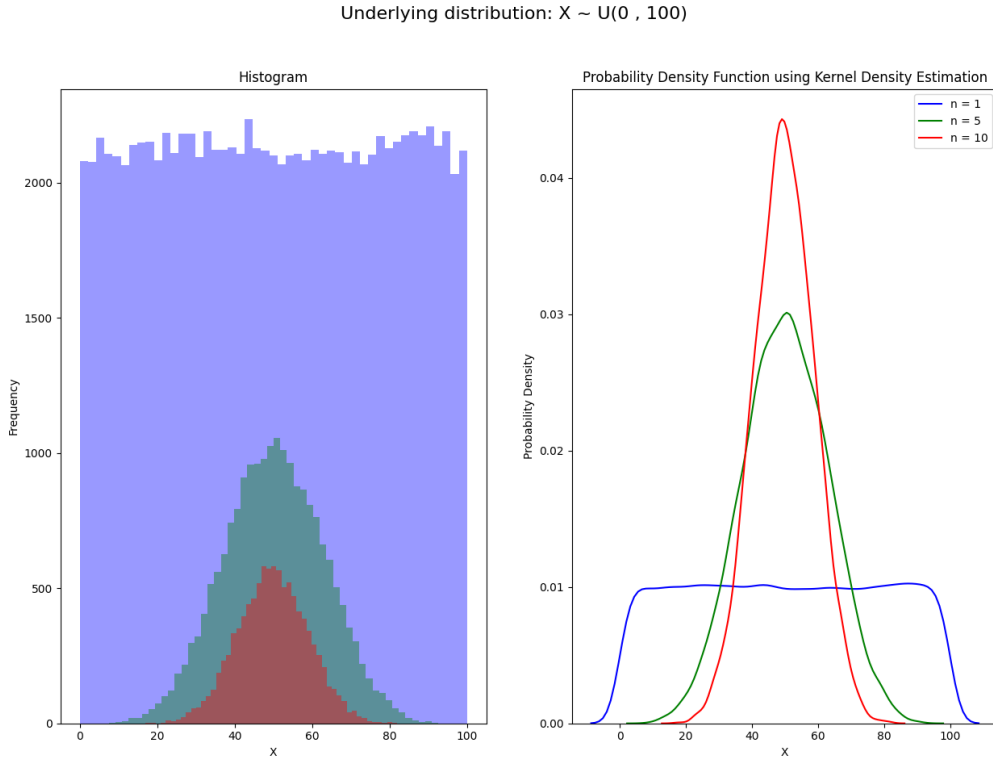 Underlying distribution: X ~ U(0 , 100)
Histogram
2000
1500
1000
500
0
Frequency
0 20 40 60 80 100
X
Probability Density Function using Kernel Density Estimation
n = 1
n = 5
n = 10
0.04
0.03
0.02
0.01
0.00
Probability Density
0 20 40 60 80 100
X